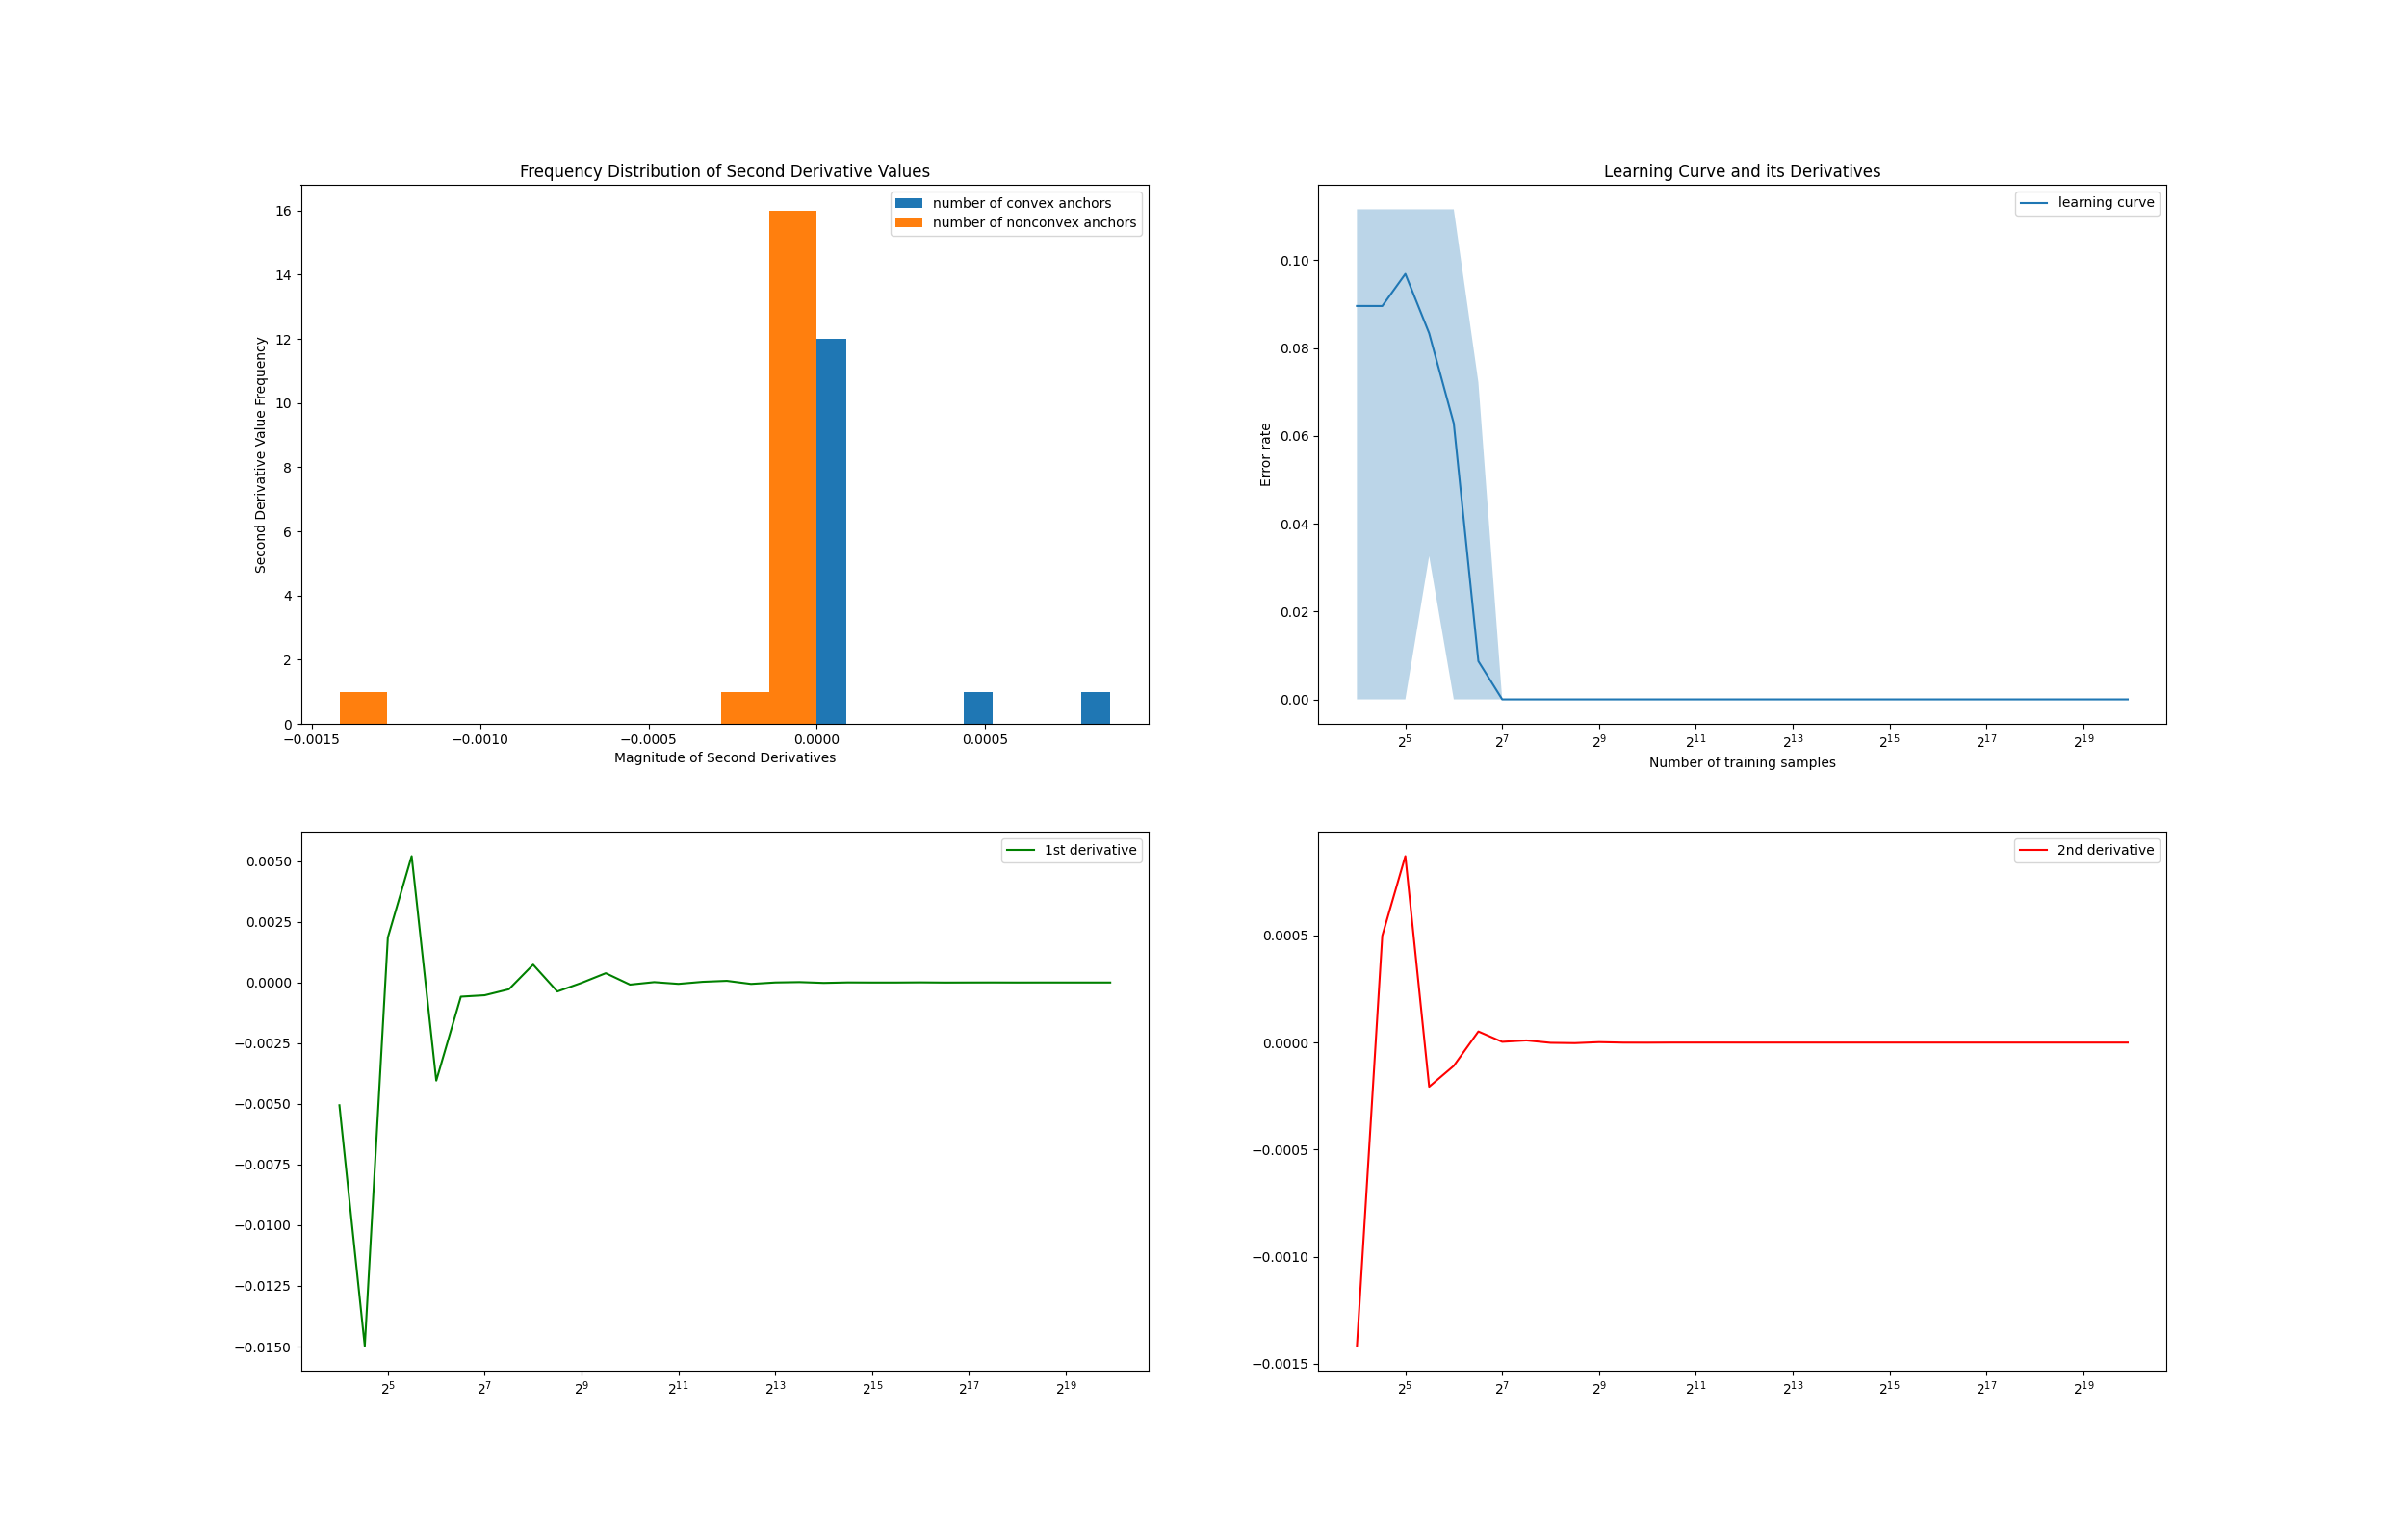 Frequency Distribution of Second Derivative Values
number of convex anchors
number of nonconvex anchors
16
14
12
10
8
6
4
2
0
Second Derivative Value Frequency
−0.0015 −0.0010 −0.0005 0.0000 0.0005
Magnitude of Second Derivatives
Learning Curve and its Derivatives
learning curve
0.10
0.08
0.06
0.04
0.02
0.00
Error rate
2^5 2^7 2^9 2^11 2^13 2^15 2^17 2^19
Number of training samples
1st derivative
0.0050
0.0025
0.0000
−0.0025
−0.0050
−0.0075
−0.0100
−0.0125
−0.0150
2^5 2^7 2^9 2^11 2^13 2^15 2^17 2^19
2nd derivative
0.0005
0.0000
−0.0005
−0.0010
−0.0015
2^5 2^7 2^9 2^11 2^13 2^15 2^17 2^19